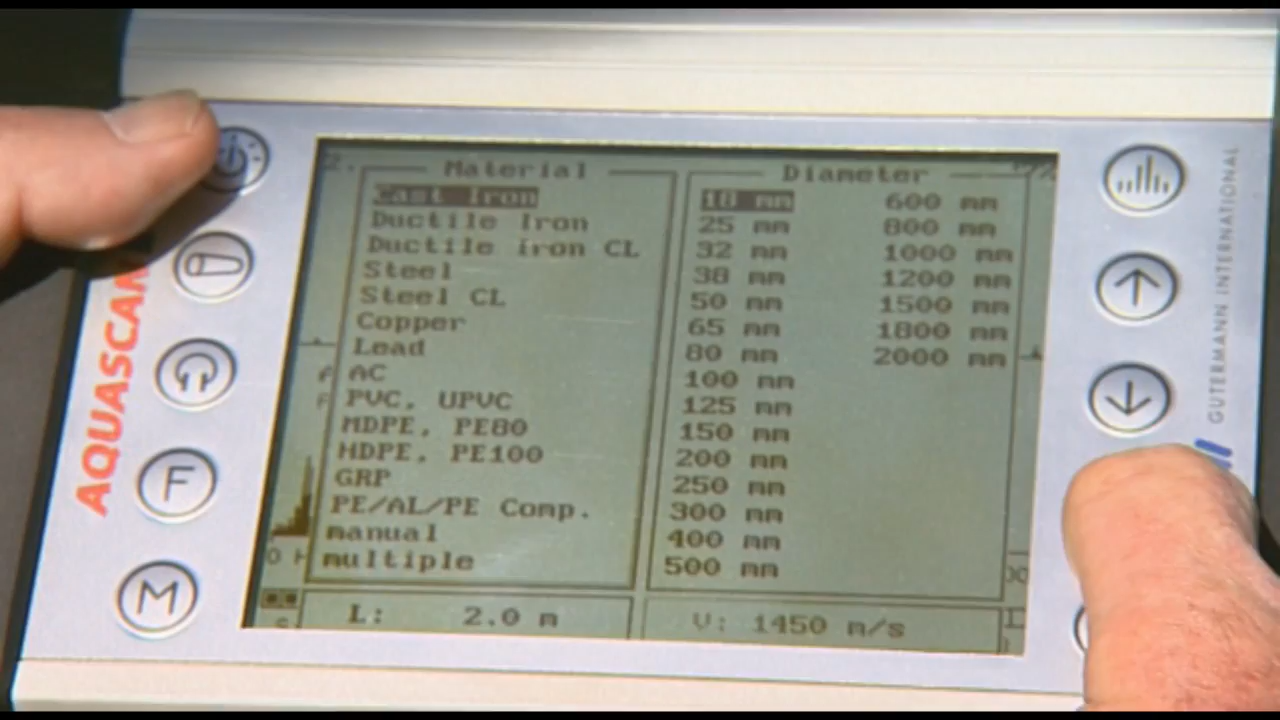 Material
Cast Iron
Ductile Iron
Ductile iron CL
Steel
Steel CL
Copper
Lead
AC
PVC, UPVC
MDPE, PE80
HDPE, PE100
GRP
PE/AL/PE Comp.
manual
multiple
Diameter
18 mm 600 mm
25 mm 800 mm
32 mm 1000 mm
38 mm 1200 mm
50 mm 1500 mm
65 mm 1800 mm
80 mm 2000 mm
100 mm
125 mm
150 mm
200 mm
250 mm
300 mm
400 mm
500 mm
L: 2.0 m
V: 1450 m/s
AQUASCAN
F
M
GUTERMANN INTERNATIONAL